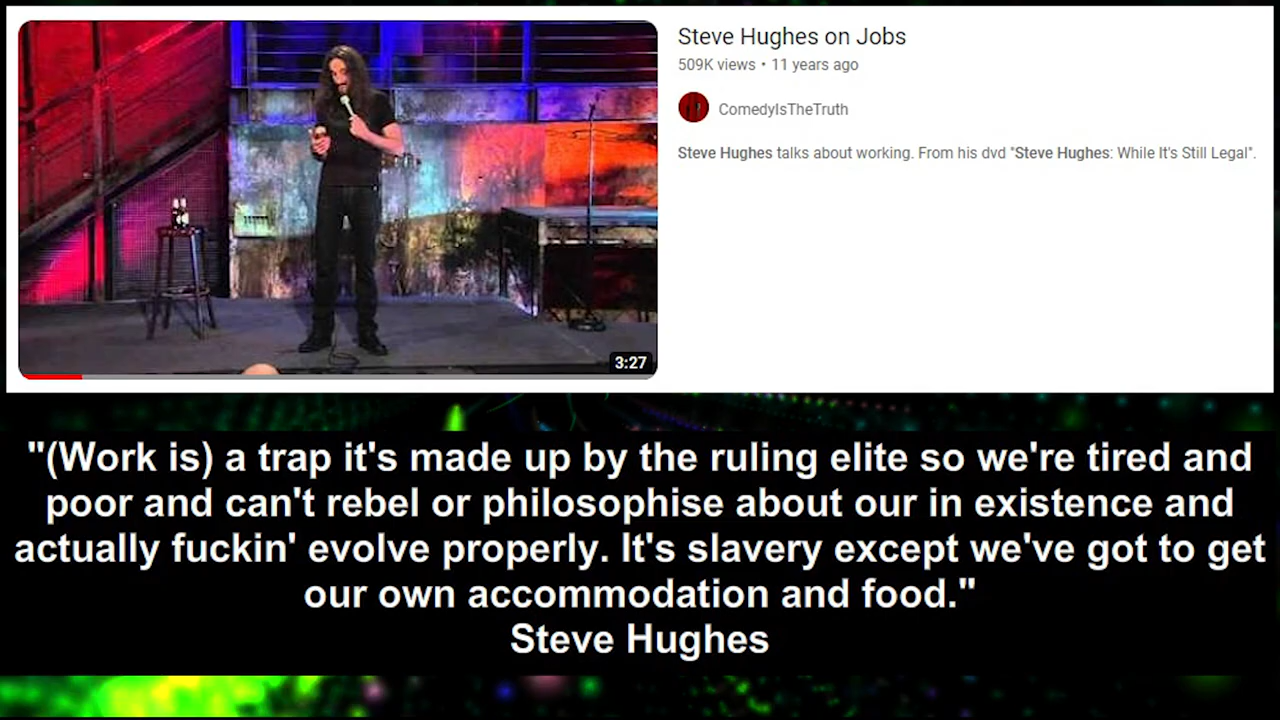 Steve Hughes on Jobs
509K views • 11 years ago
ComedyIsTheTruth
Steve Hughes talks about working. From his dvd "Steve Hughes: While It's Still Legal".
3:27
"(Work is) a trap it's made up by the ruling elite so we're tired and
poor and can't rebel or philosophise about our in existence and
actually fuckin' evolve properly. It's slavery except we've got to get
our own accommodation and food."
Steve Hughes